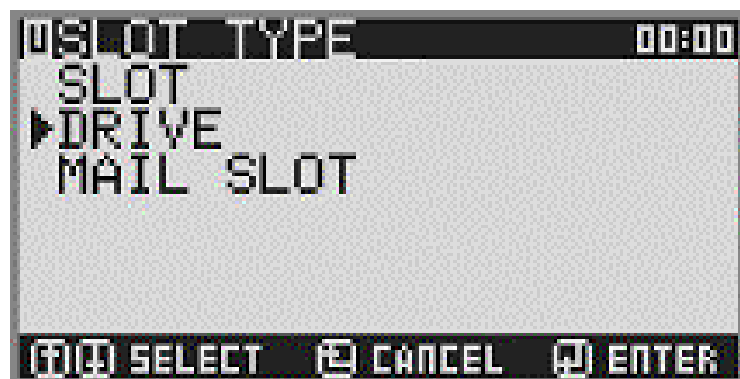 SLOT TYPE 00:00
SLOT
DRIVE
MAIL SLOT
SELECT CANCEL ENTER